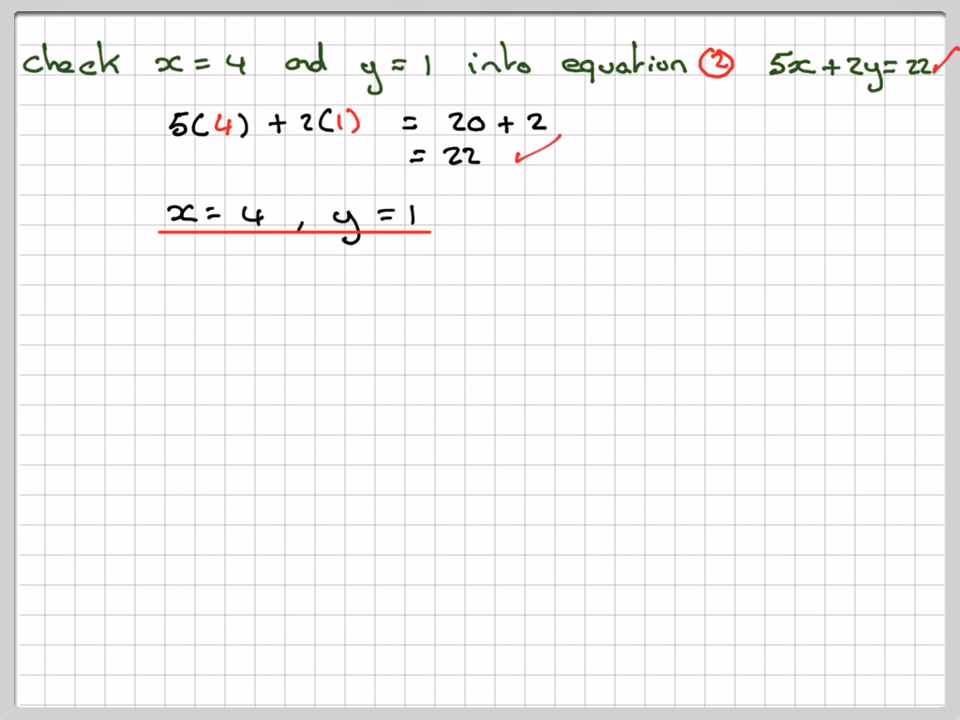 check x = 4 and y = 1 into equation ② 5x + 2y = 22 ✓
5(4) + 2(1) = 20 + 2
= 22 ✓
x = 4 , y = 1